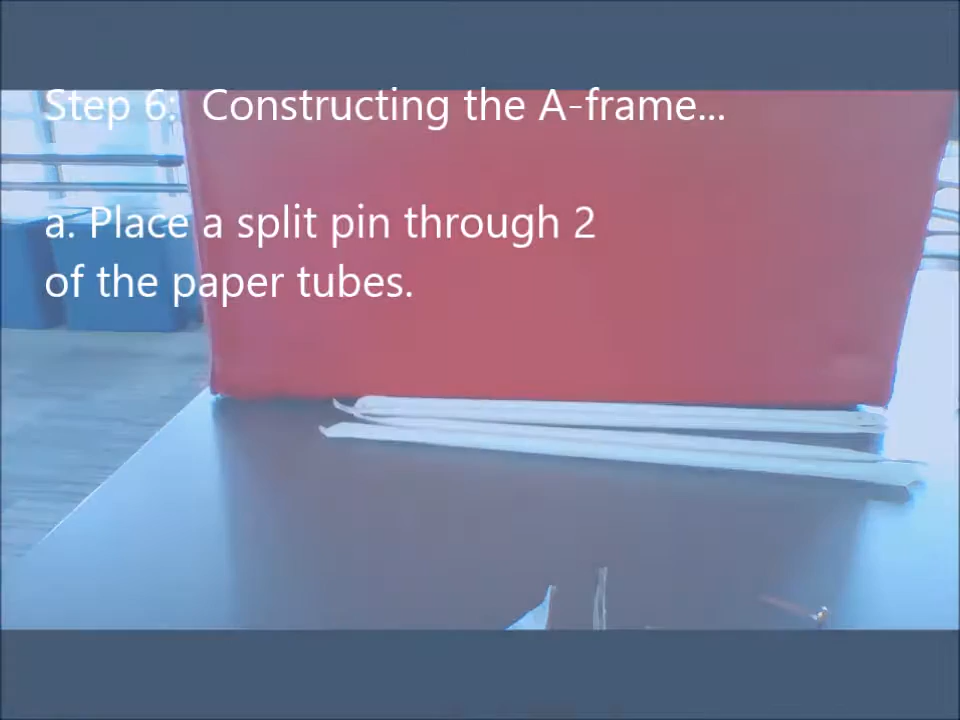 Step 6:  Constructing the A-frame...
a. Place a split pin through 2
of the paper tubes.